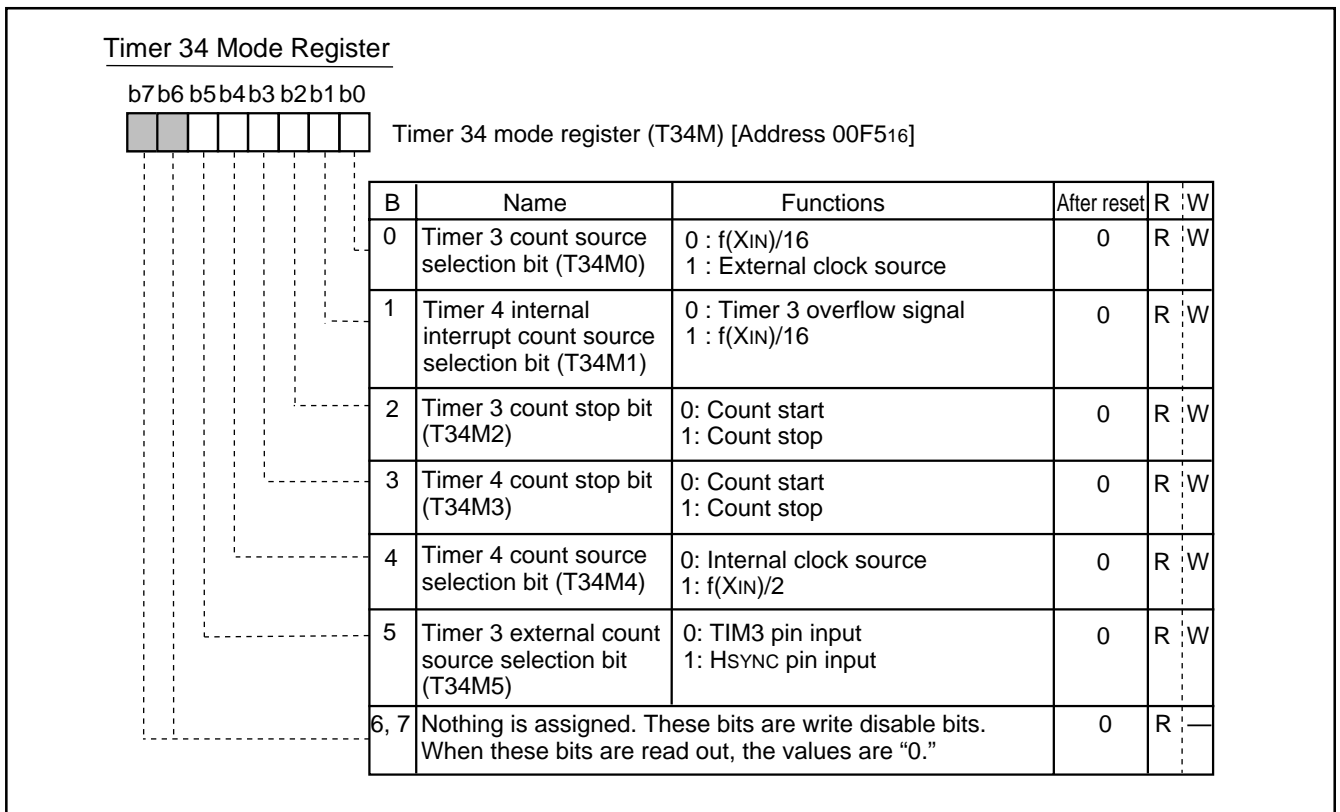 Timer 34 Mode Register
b7 b6 b5 b4 b3 b2 b1 b0
Timer 34 mode register (T34M) [Address 00F516]
B Name Functions After reset R W
0 Timer 3 count source selection bit (T34M0) 0 : f(XIN)/16 0 R W
1 : External clock source
1 Timer 4 internal interrupt count source selection bit (T34M1) 0 : Timer 3 overflow signal 0 R W
1 : f(XIN)/16
2 Timer 3 count stop bit (T34M2) 0: Count start 0 R W
1: Count stop
3 Timer 4 count stop bit (T34M3) 0: Count start 0 R W
1: Count stop
4 Timer 4 count source selection bit (T34M4) 0: Internal clock source 0 R W
1: f(XIN)/2
5 Timer 3 external count source selection bit (T34M5) 0: TIM3 pin input 0 R W
1: HSYNC pin input
6, 7 Nothing is assigned. These bits are write disable bits. 0 R —
When these bits are read out, the values are “0.”